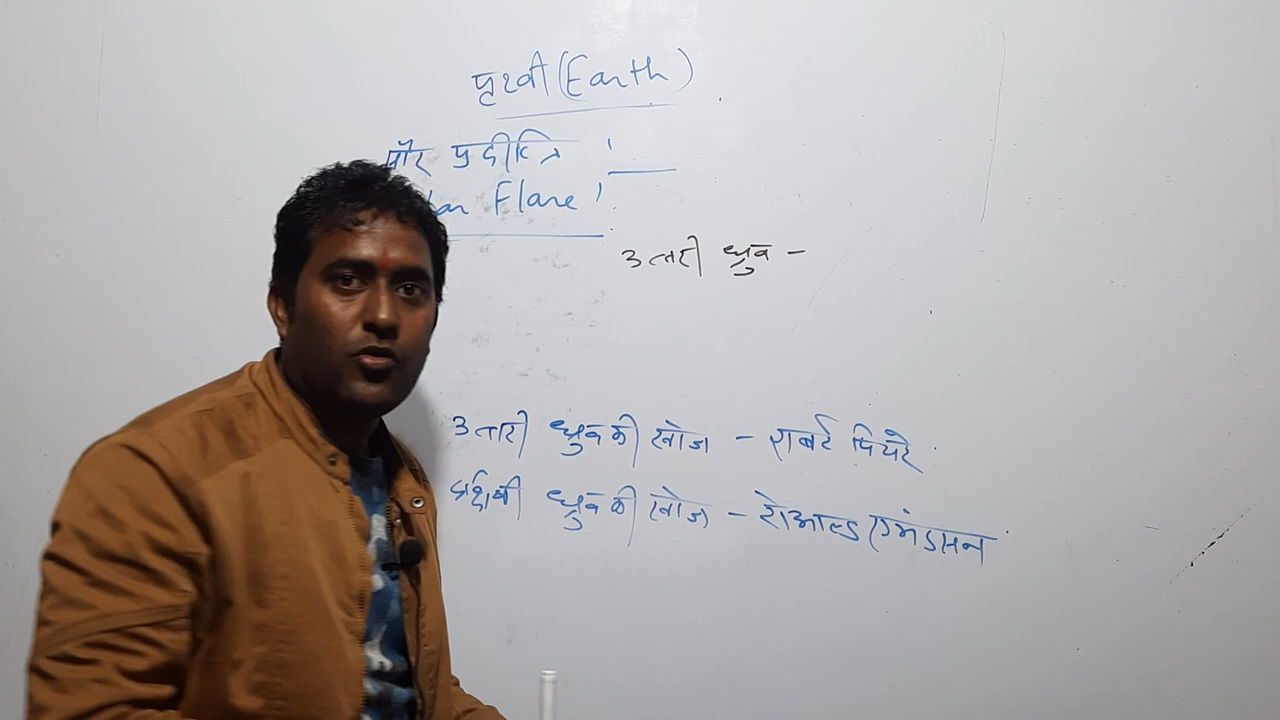 पृथ्वी (Earth)
सौर प्रदीप्ति !
Flare !
उत्तरी ध्रुव –
उत्तरी ध्रुव की खोज – राबर्ट पियरे
दक्षिणी ध्रुव की खोज – रोआल्ड एमंडसन